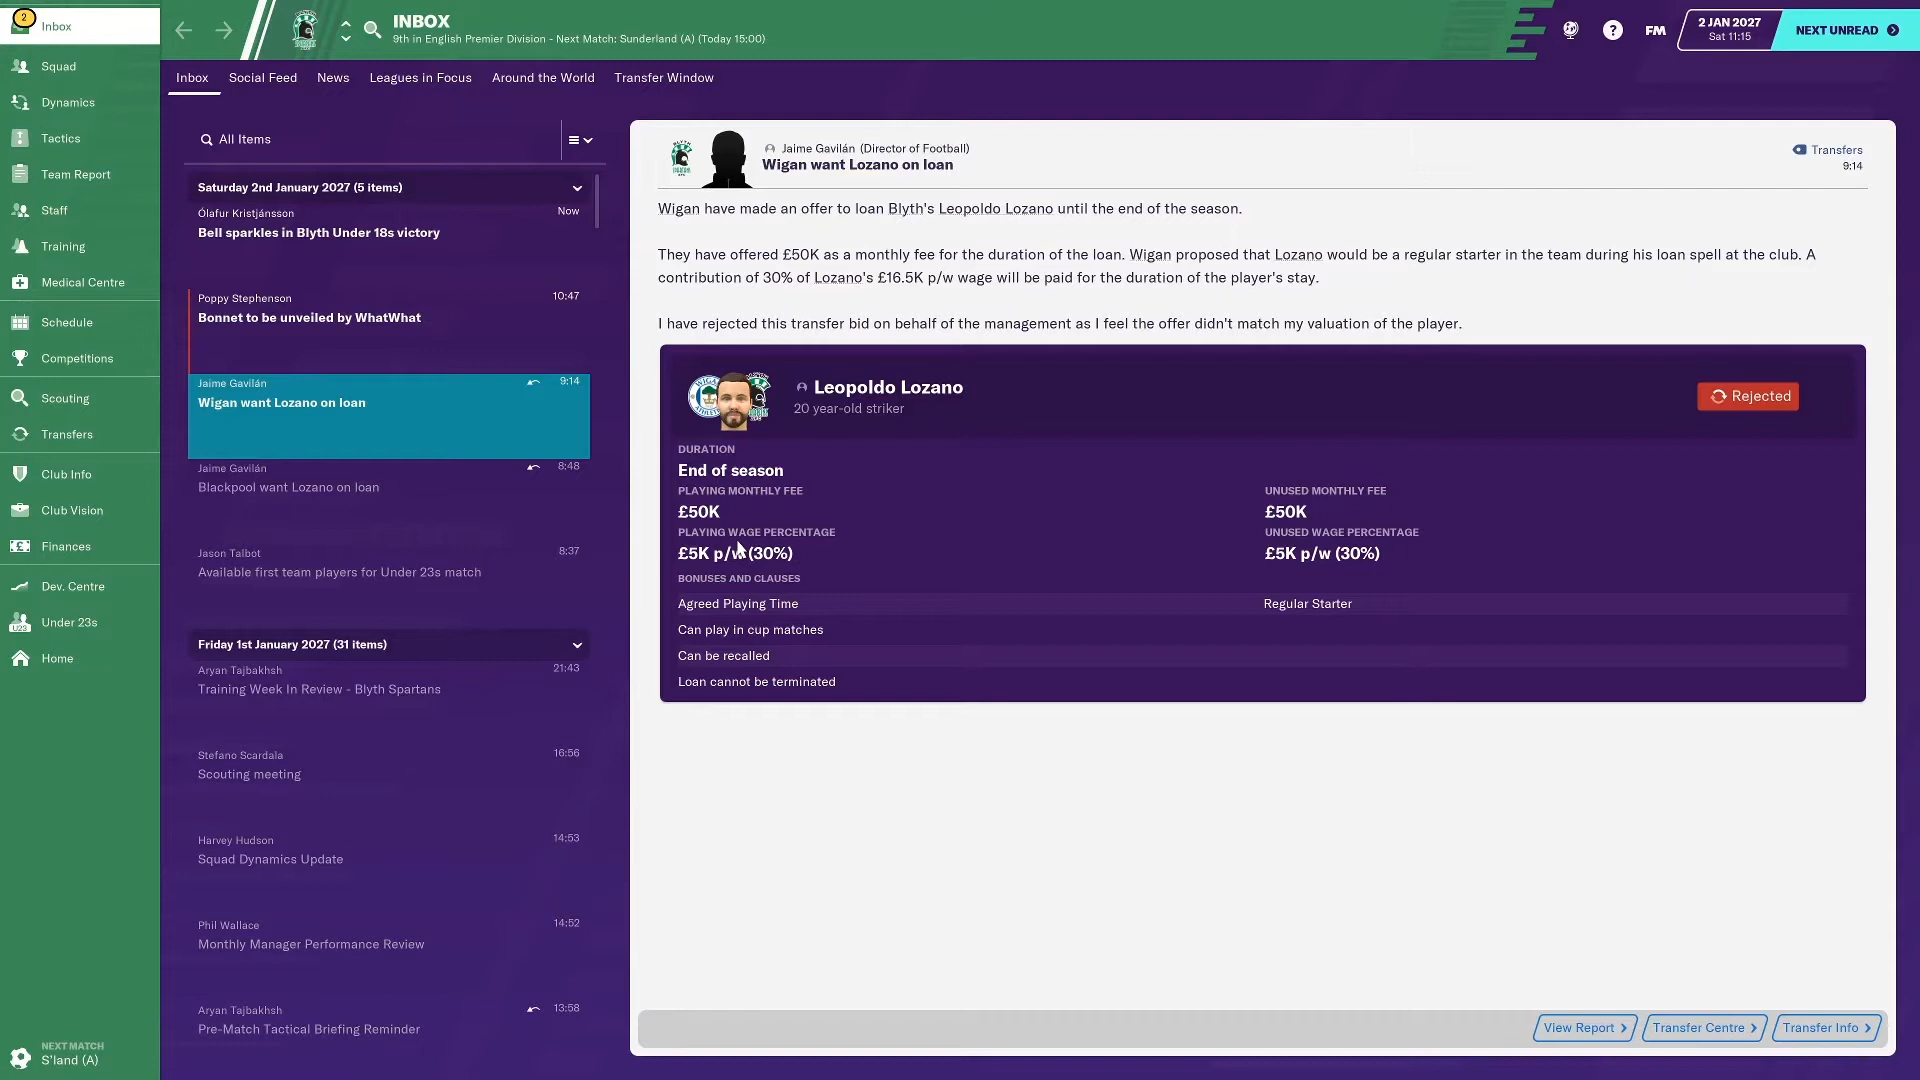 2
Inbox
Squad
Dynamics
Tactics
Team Report
Staff
Training
Medical Centre
Schedule
Competitions
Scouting
Transfers
Club Info
Club Vision
Finances
Dev. Centre
U23
Under 23s
Home
NEXT MATCH
S'land (A)
INBOX
9th in English Premier Division - Next Match: Sunderland (A) (Today 15:00)
?
FM
2 JAN 2027
Sat 11:15
NEXT UNREAD
Inbox Social Feed News Leagues in Focus Around the World Transfer Window
All Items
Saturday 2nd January 2027 (5 items)
Ólafur Kristjánsson Now
Bell sparkles in Blyth Under 18s victory
Poppy Stephenson 10:47
Bonnet to be unveiled by WhatWhat
Jaime Gavilán 9:14
Wigan want Lozano on loan
Jaime Gavilán 8:48
Blackpool want Lozano on loan
Jason Talbot 8:37
Available first team players for Under 23s match
Friday 1st January 2027 (31 items)
Aryan Tajbakhsh 21:43
Training Week In Review - Blyth Spartans
Stefano Scardala 16:56
Scouting meeting
Harvey Hudson 14:53
Squad Dynamics Update
Phil Wallace 14:52
Monthly Manager Performance Review
Aryan Tajbakhsh 13:58
Pre-Match Tactical Briefing Reminder
Jaime Gavilán (Director of Football)
Wigan want Lozano on loan
Transfers
9:14
Wigan have made an offer to loan Blyth's Leopoldo Lozano until the end of the season.
They have offered £50K as a monthly fee for the duration of the loan. Wigan proposed that Lozano would be a regular starter in the team during his loan spell at the club. A
contribution of 30% of Lozano's £16.5K p/w wage will be paid for the duration of the player's stay.
I have rejected this transfer bid on behalf of the management as I feel the offer didn't match my valuation of the player.
Leopoldo Lozano
20 year-old striker
Rejected
DURATION
End of season
PLAYING MONTHLY FEE UNUSED MONTHLY FEE
£50K £50K
PLAYING WAGE PERCENTAGE UNUSED WAGE PERCENTAGE
£5K p/w (30%) £5K p/w (30%)
BONUSES AND CLAUSES
Agreed Playing Time Regular Starter
Can play in cup matches
Can be recalled
Loan cannot be terminated
View Report Transfer Centre Transfer Info